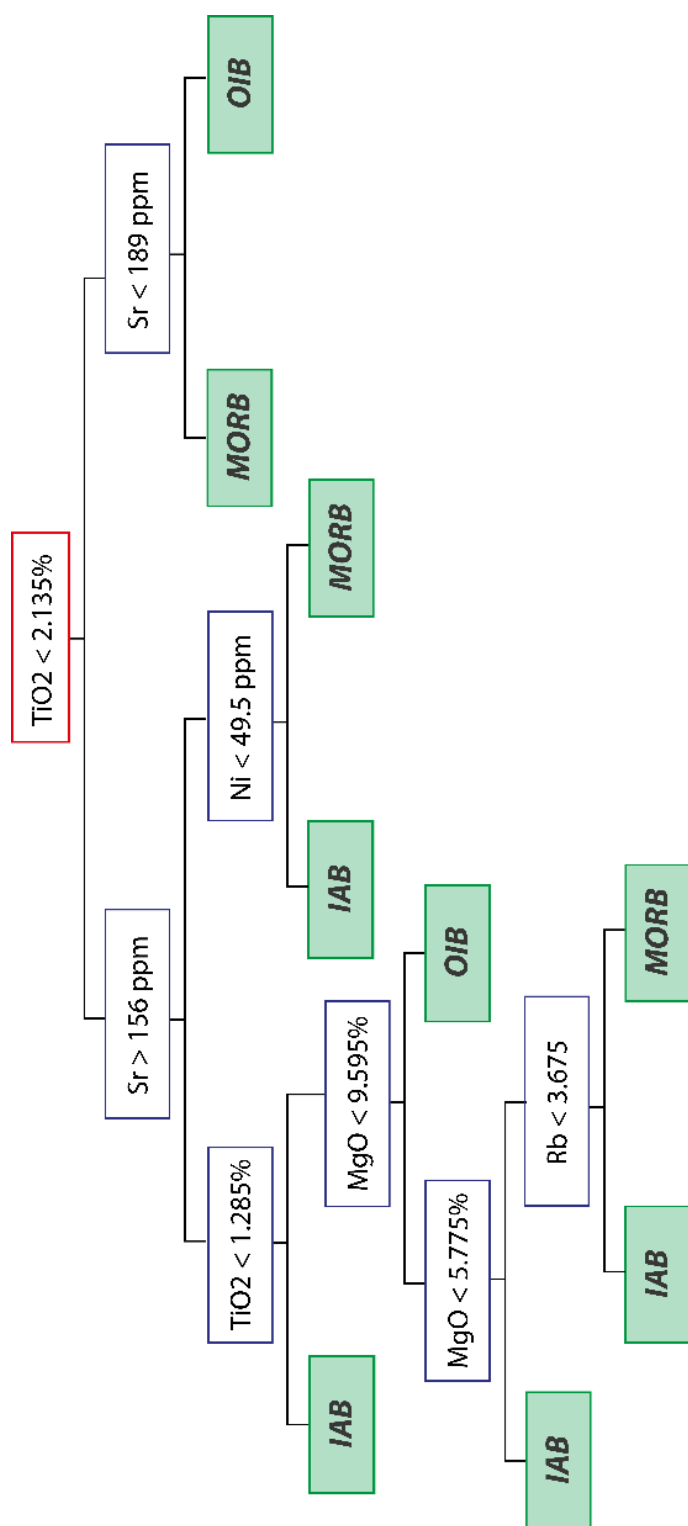 TiO2 < 2.135%
Sr > 156 ppm
Sr < 189 ppm
TiO2 < 1.285%
Ni < 49.5 ppm
MORB
OIB
IAB
MgO < 9.595%
IAB
MORB
MgO < 5.775%
OIB
IAB
Rb < 3.675
IAB
MORB